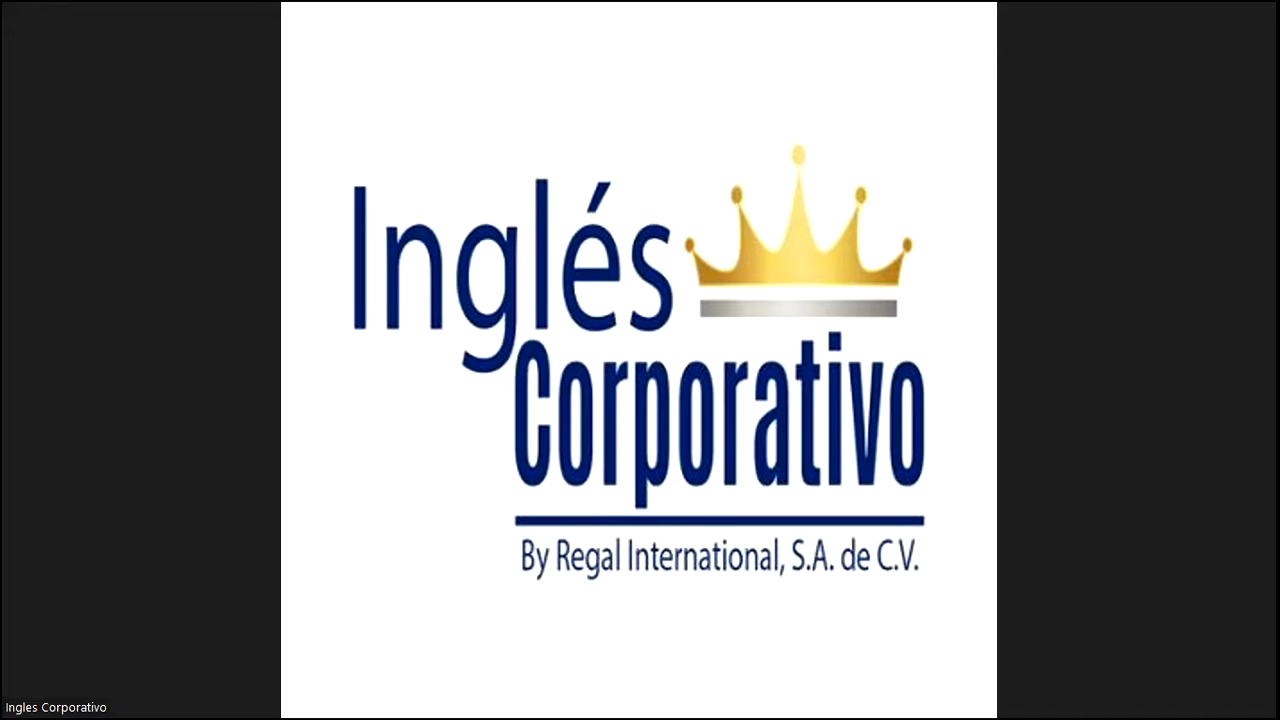 Inglés
Corporativo
By Regal International, S.A. de C.V.
Ingles Corporativo